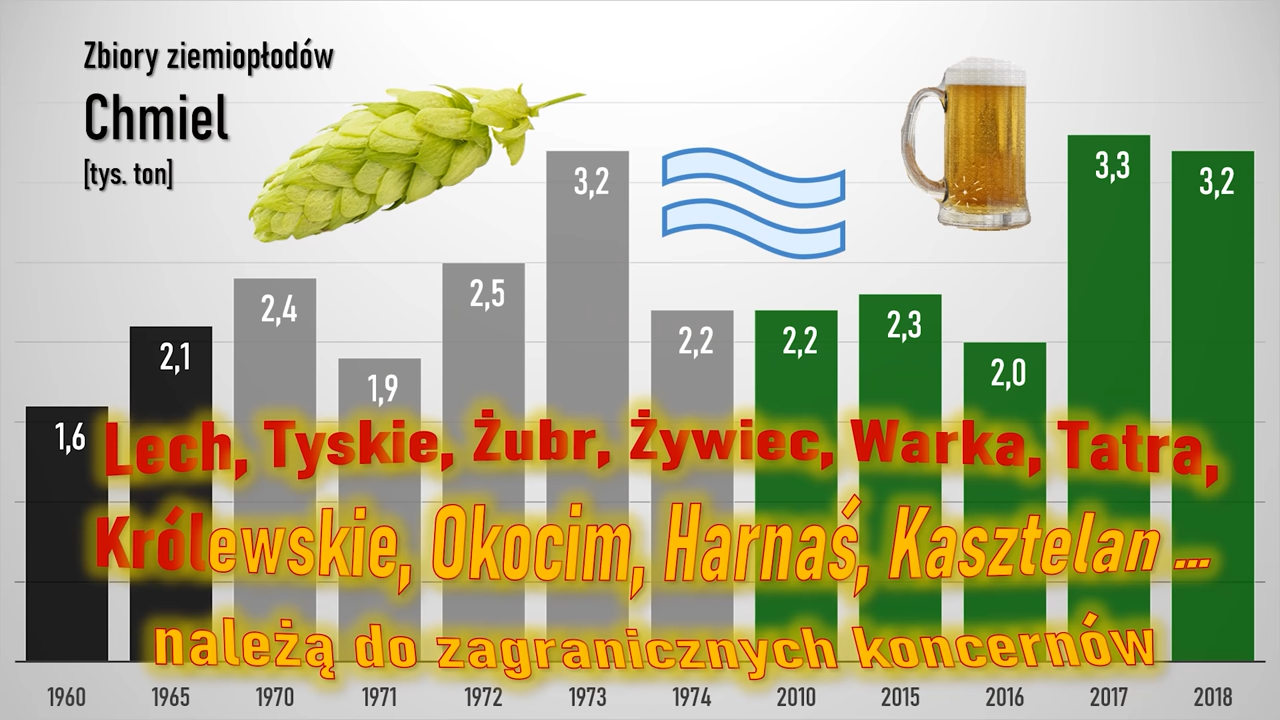 Zbiory ziemiopłodów
Chmiel
[tys. ton]
1,6
2,1
2,4
1,9
2,5
3,2
2,2
2,2
2,3
2,0
3,3
3,2
Lech, Tyskie, Żubr, Żywiec, Warka, Tatra,
Królewskie, Okocim, Harnaś, Kasztelan ...
należą do zagranicznych koncernów
1960 1965 1970 1971 1972 1973 1974 2010 2015 2016 2017 2018